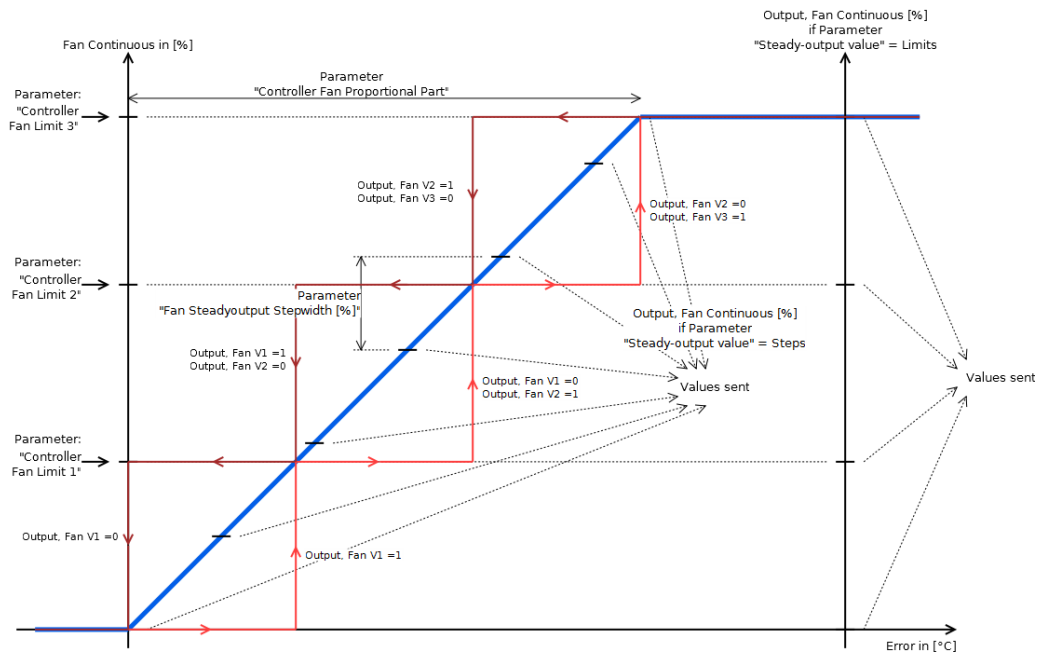 Output, Fan Continuous [%]
if Parameter
"Steady-output value" = Limits
Fan Continuous in [%]
Parameter
"Controller Fan Proportional Part"
Parameter:
"Controller
Fan Limit 3"
Output, Fan V2 =1
Output, Fan V3 =0
Output, Fan V2 =0
Output, Fan V3 =1
Parameter:
"Controller
Fan Limit 2"
Parameter
"Fan Steadyoutput Stepwidth [%]"
Output, Fan Continuous [%]
if Parameter
"Steady-output value" = Steps
Output, Fan V1 =1
Output, Fan V2 =0
Output, Fan V1 =0
Output, Fan V2 =1
Values sent
Values sent
Parameter:
"Controller
Fan Limit 1"
Output, Fan V1 =0
Output, Fan V1 =1
Error in [°C]